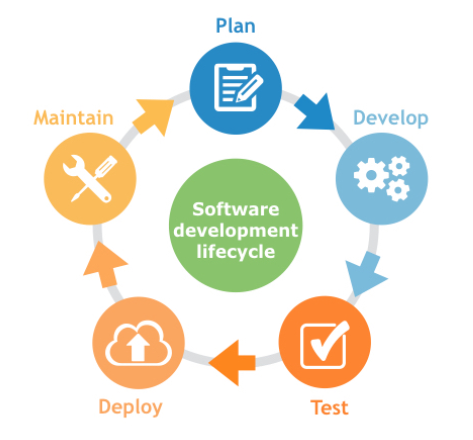 Plan
Develop
Test
Deploy
Maintain
Software
development
lifecycle